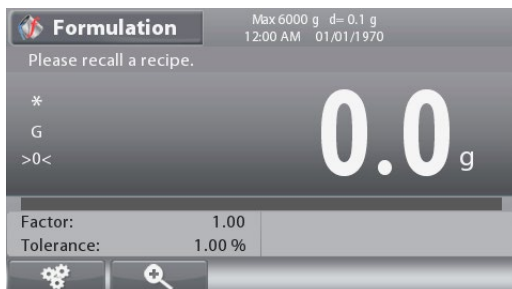 Formulation
Max 6000 g d= 0.1 g
12:00 AM 01/01/1970
Please recall a recipe.
*
G
>0<
0.0 g
Factor: 1.00
Tolerance: 1.00 %